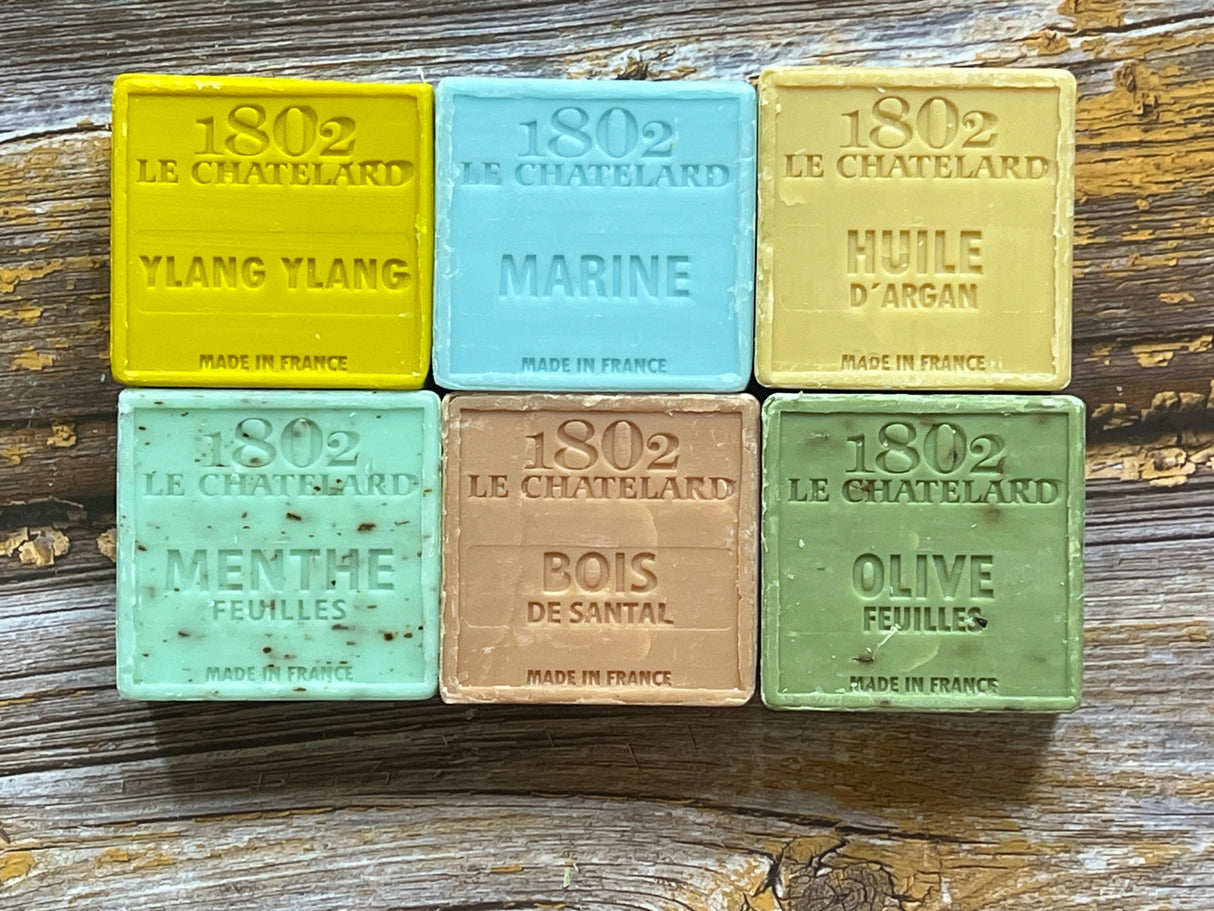 1802
LE CHATELARD
YLANG YLANG
MADE IN FRANCE
1802
LE CHATELARD
MARINE
MADE IN FRANCE
1802
LE CHATELARD
HUILE
D'ARGAN
MADE IN FRANCE
1802
LE CHATELARD
MENTHE
FEUILLES
MADE IN FRANCE
1802
LE CHATELARD
BOIS
DE SANTAL
MADE IN FRANCE
1802
LE CHATELARD
OLIVE
FEUILLES
MADE IN FRANCE